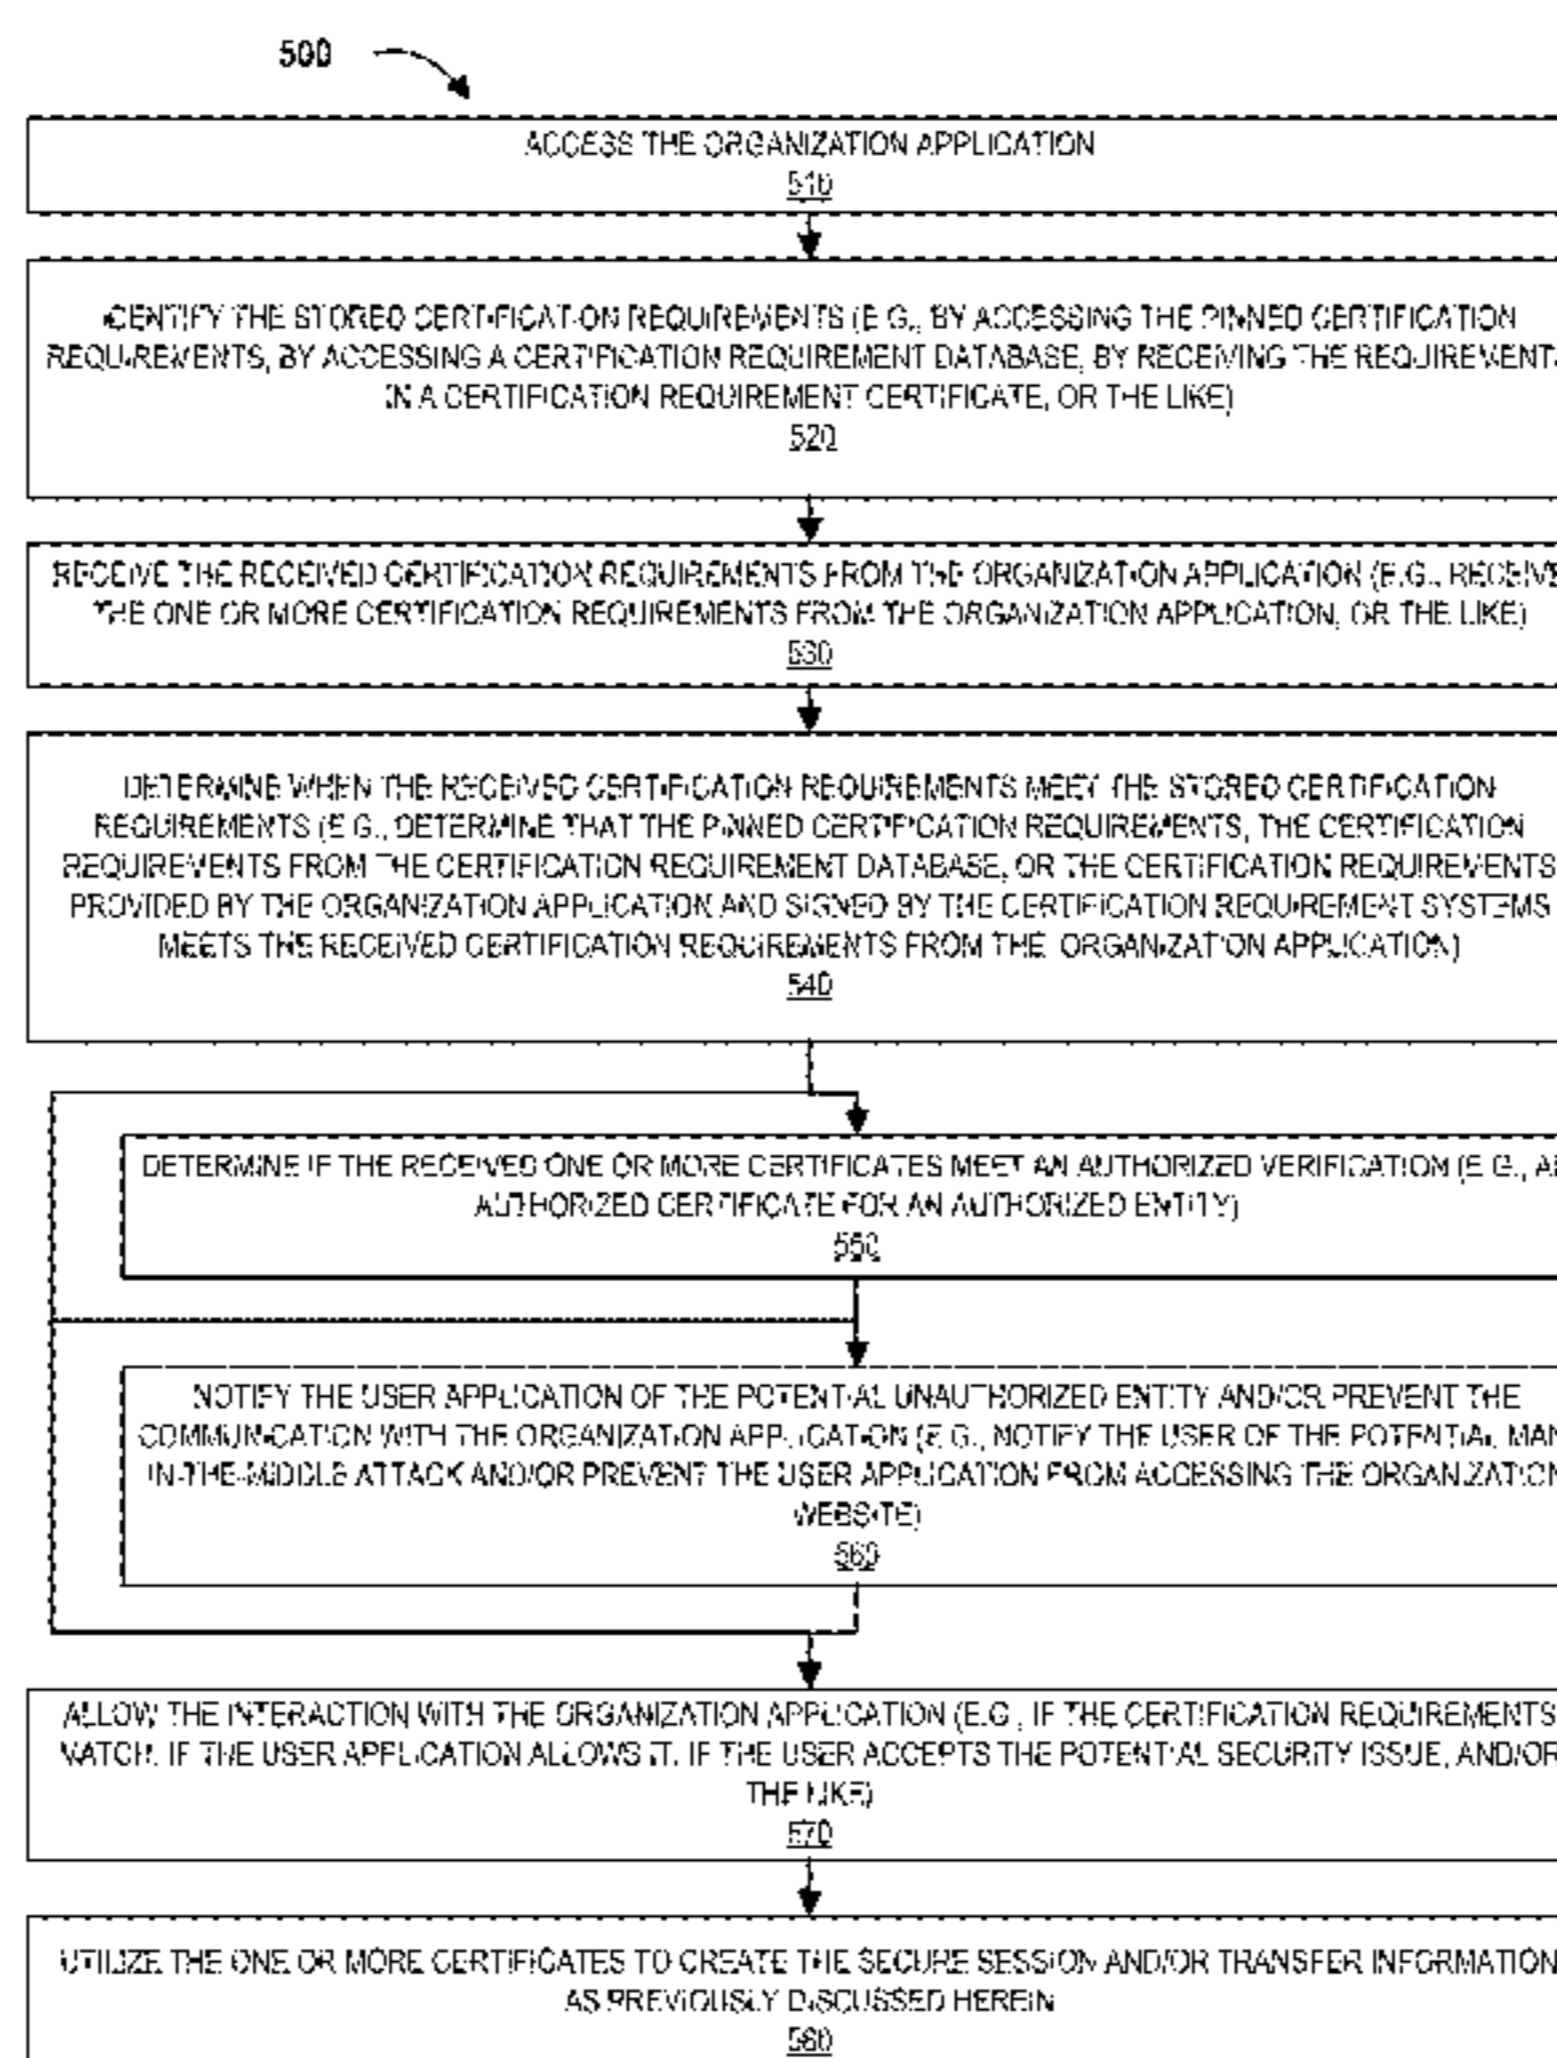 500
ACCESS THE ORGANIZATION APPLICATION
510
IDENTIFY THE STORED CERTIFICATION REQUIREMENTS (E.G., BY ACCESSING THE PINNED CERTIFICATION
REQUIREMENTS, BY ACCESSING A CERTIFICATION REQUIREMENT DATABASE, BY RECEIVING THE REQUIREMENTS
IN A CERTIFICATION REQUIREMENT CERTIFICATE, OR THE LIKE)
520
RECEIVE THE RECEIVED CERTIFICATION REQUIREMENTS FROM THE ORGANIZATION APPLICATION (E.G., RECEIVE
THE ONE OR MORE CERTIFICATION REQUIREMENTS FROM THE ORGANIZATION APPLICATION, OR THE LIKE)
530
DETERMINE WHEN THE RECEIVED CERTIFICATION REQUIREMENTS MEET THE STORED CERTIFICATION
REQUIREMENTS (E.G., DETERMINE THAT THE PINNED CERTIFICATION REQUIREMENTS, THE CERTIFICATION
REQUIREMENTS FROM THE CERTIFICATION REQUIREMENT DATABASE, OR THE CERTIFICATION REQUIREMENTS
PROVIDED BY THE ORGANIZATION APPLICATION AND SIGNED BY THE CERTIFICATION REQUIREMENT SYSTEMS
MEETS THE RECEIVED CERTIFICATION REQUIREMENTS FROM THE ORGANIZATION APPLICATION)
540
DETERMINE IF THE RECEIVED ONE OR MORE CERTIFICATES MEET AN AUTHORIZED VERIFICATION (E.G.,
AUTHORIZED CERTIFICATE FOR AN AUTHORIZED ENTITY)
550
NOTIFY THE USER APPLICATION OF THE POTENTIAL UNAUTHORIZED ENTITY AND/OR PREVENT THE
COMMUNICATION WITH THE ORGANIZATION APPLICATION (E.G., NOTIFY THE USER OF THE POTENTIAL MAN
IN-THE-MIDDLE ATTACK AND/OR PREVENT THE USER APPLICATION FROM ACCESSING THE ORGANIZATION
WEBSITE)
560
ALLOW THE INTERACTION WITH THE ORGANIZATION APPLICATION (E.G., IF THE CERTIFICATION REQUIREMENTS
MATCH, IF THE USER APPLICATION ALLOWS IT, IF THE USER ACCEPTS THE POTENTIAL SECURITY ISSUE, AND/OR
THE LIKE)
570
UTILIZE THE ONE OR MORE CERTIFICATES TO CREATE THE SECURE SESSION AND/OR TRANSFER INFORMATION
AS PREVIOUSLY DISCUSSED HEREIN
580